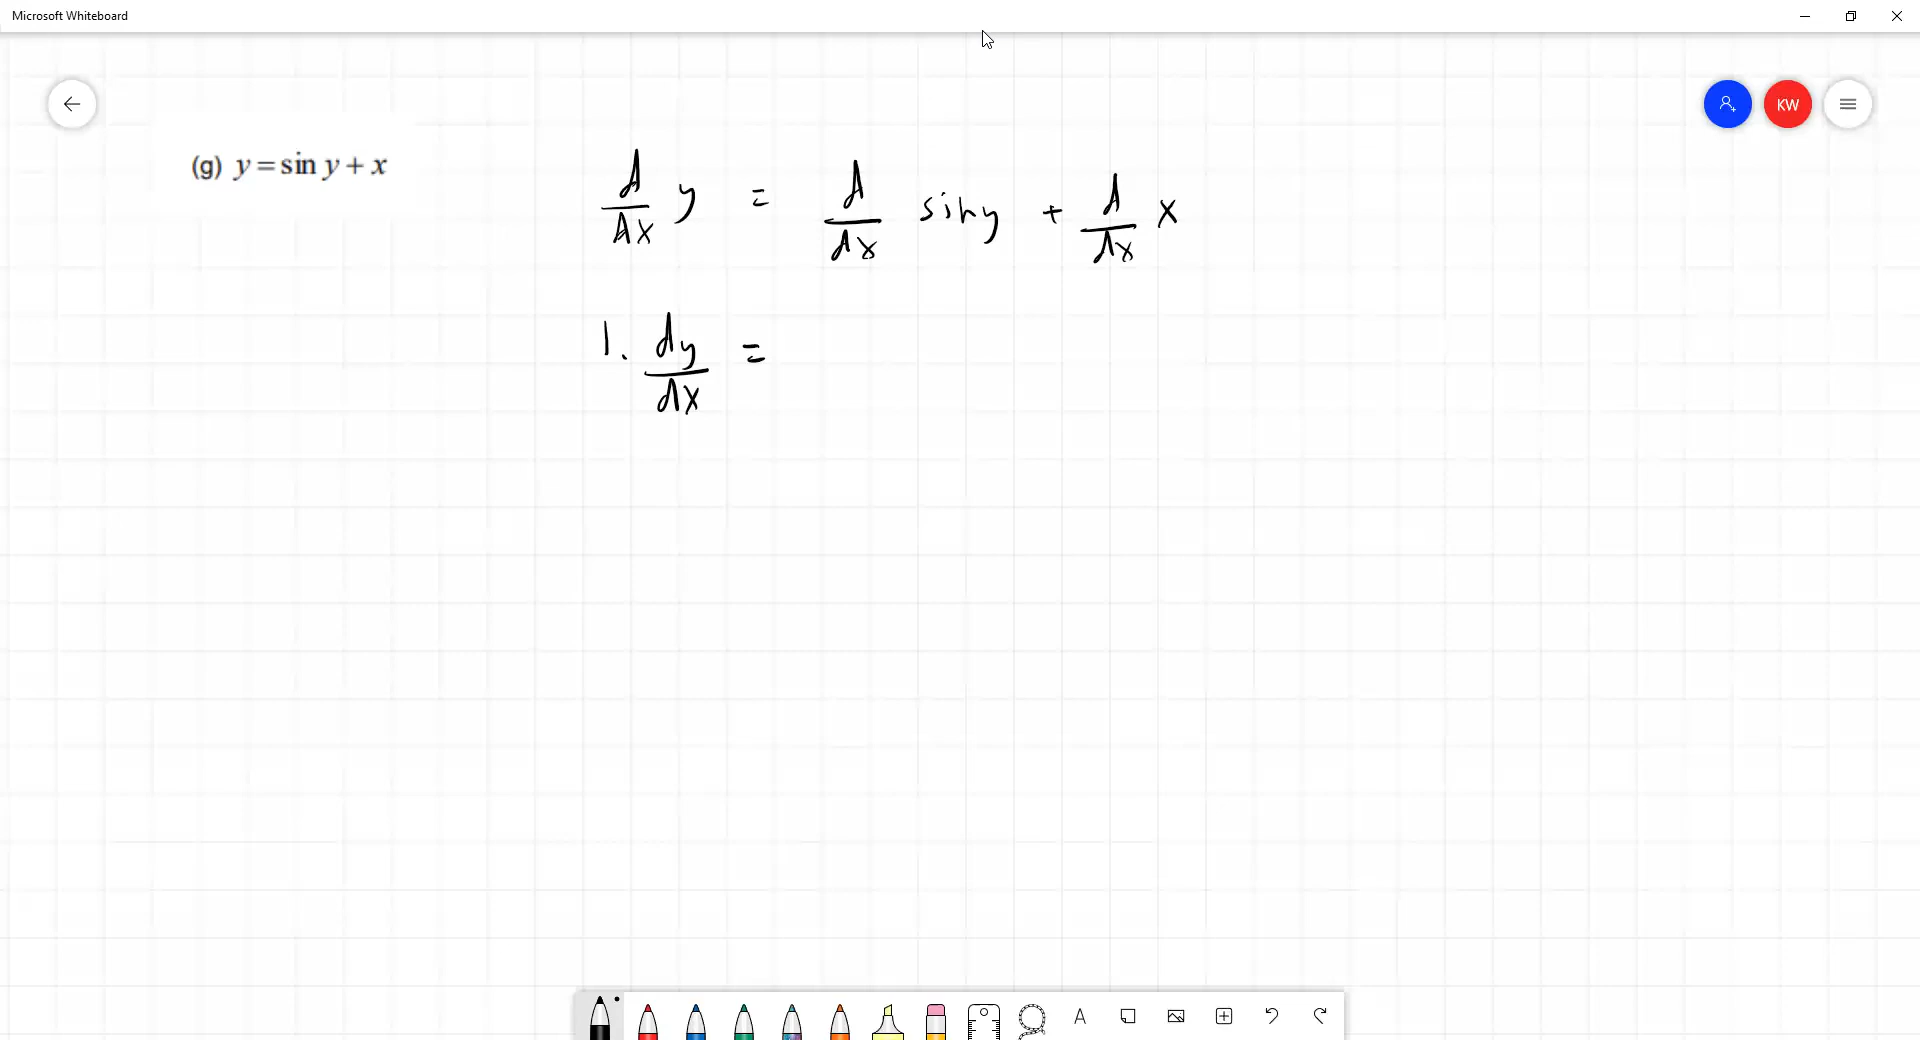 Microsoft Whiteboard
KW
(g) y = sin y + x
d/dx y = d/dx sin y + d/dx x
1. dy/dx =
A